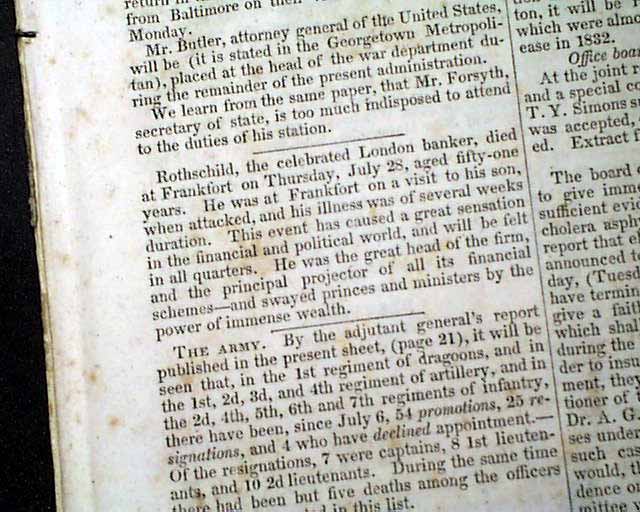 return in
from Baltimore on their
Monday.
Mr. Butler, attorney general of the United States,
will be (it is stated in the Georgetown Metropoli-
tan), placed at the head of the war department du-
ring the remainder of the present administration.
We learn from the same paper, that Mr. Forsyth,
secretary of state, is too much indisposed to attend
to the duties of his station.
Rothschild, the celebrated London banker, died
at Frankfort on Thursday, July 28, aged fifty-one
years. He was at Frankfort on a visit to his son,
when attacked, and his illness was of several weeks
duration. This event has caused a great sensation
in the financial and political world, and will be felt
in all quarters. He was the great head of the firm,
and the principal projector of all its financial
schemes—and swayed princes and ministers by the
power of immense wealth.
THE ARMY. By the adjutant general's report
published in the present sheet, (page 21), it will be
seen that, in the 1st regiment of dragoons, and in
the 1st, 2d, 3d, and 4th regiment of artillery, and in
the 2d, 4th, 5th, 6th and 7th regiments of infantry,
there have been, since July 6, 54 promotions, 25 re-
signations, and 4 who have declined appointment.—
Of the resignations, 7 were captains, 8 1st lieuten-
ants, and 10 2d lieutenants. During the same time
there had been but five deaths among the officers
in this list.
ton, it will be
which were almo
ease in 1832.
Office boar
At the joint r
and a special co
T. Y. Simons s
was accepted,
ed. Extract
The board o
to give imm
sufficient evi
cholera asph
report that e
announced to
day, (Tuesd
have termin
give a faith
which shal
during the
der to insu
ment, they
tioner of i
Dr. A. G.
ses under
such cas
would, th
dence o
mittee